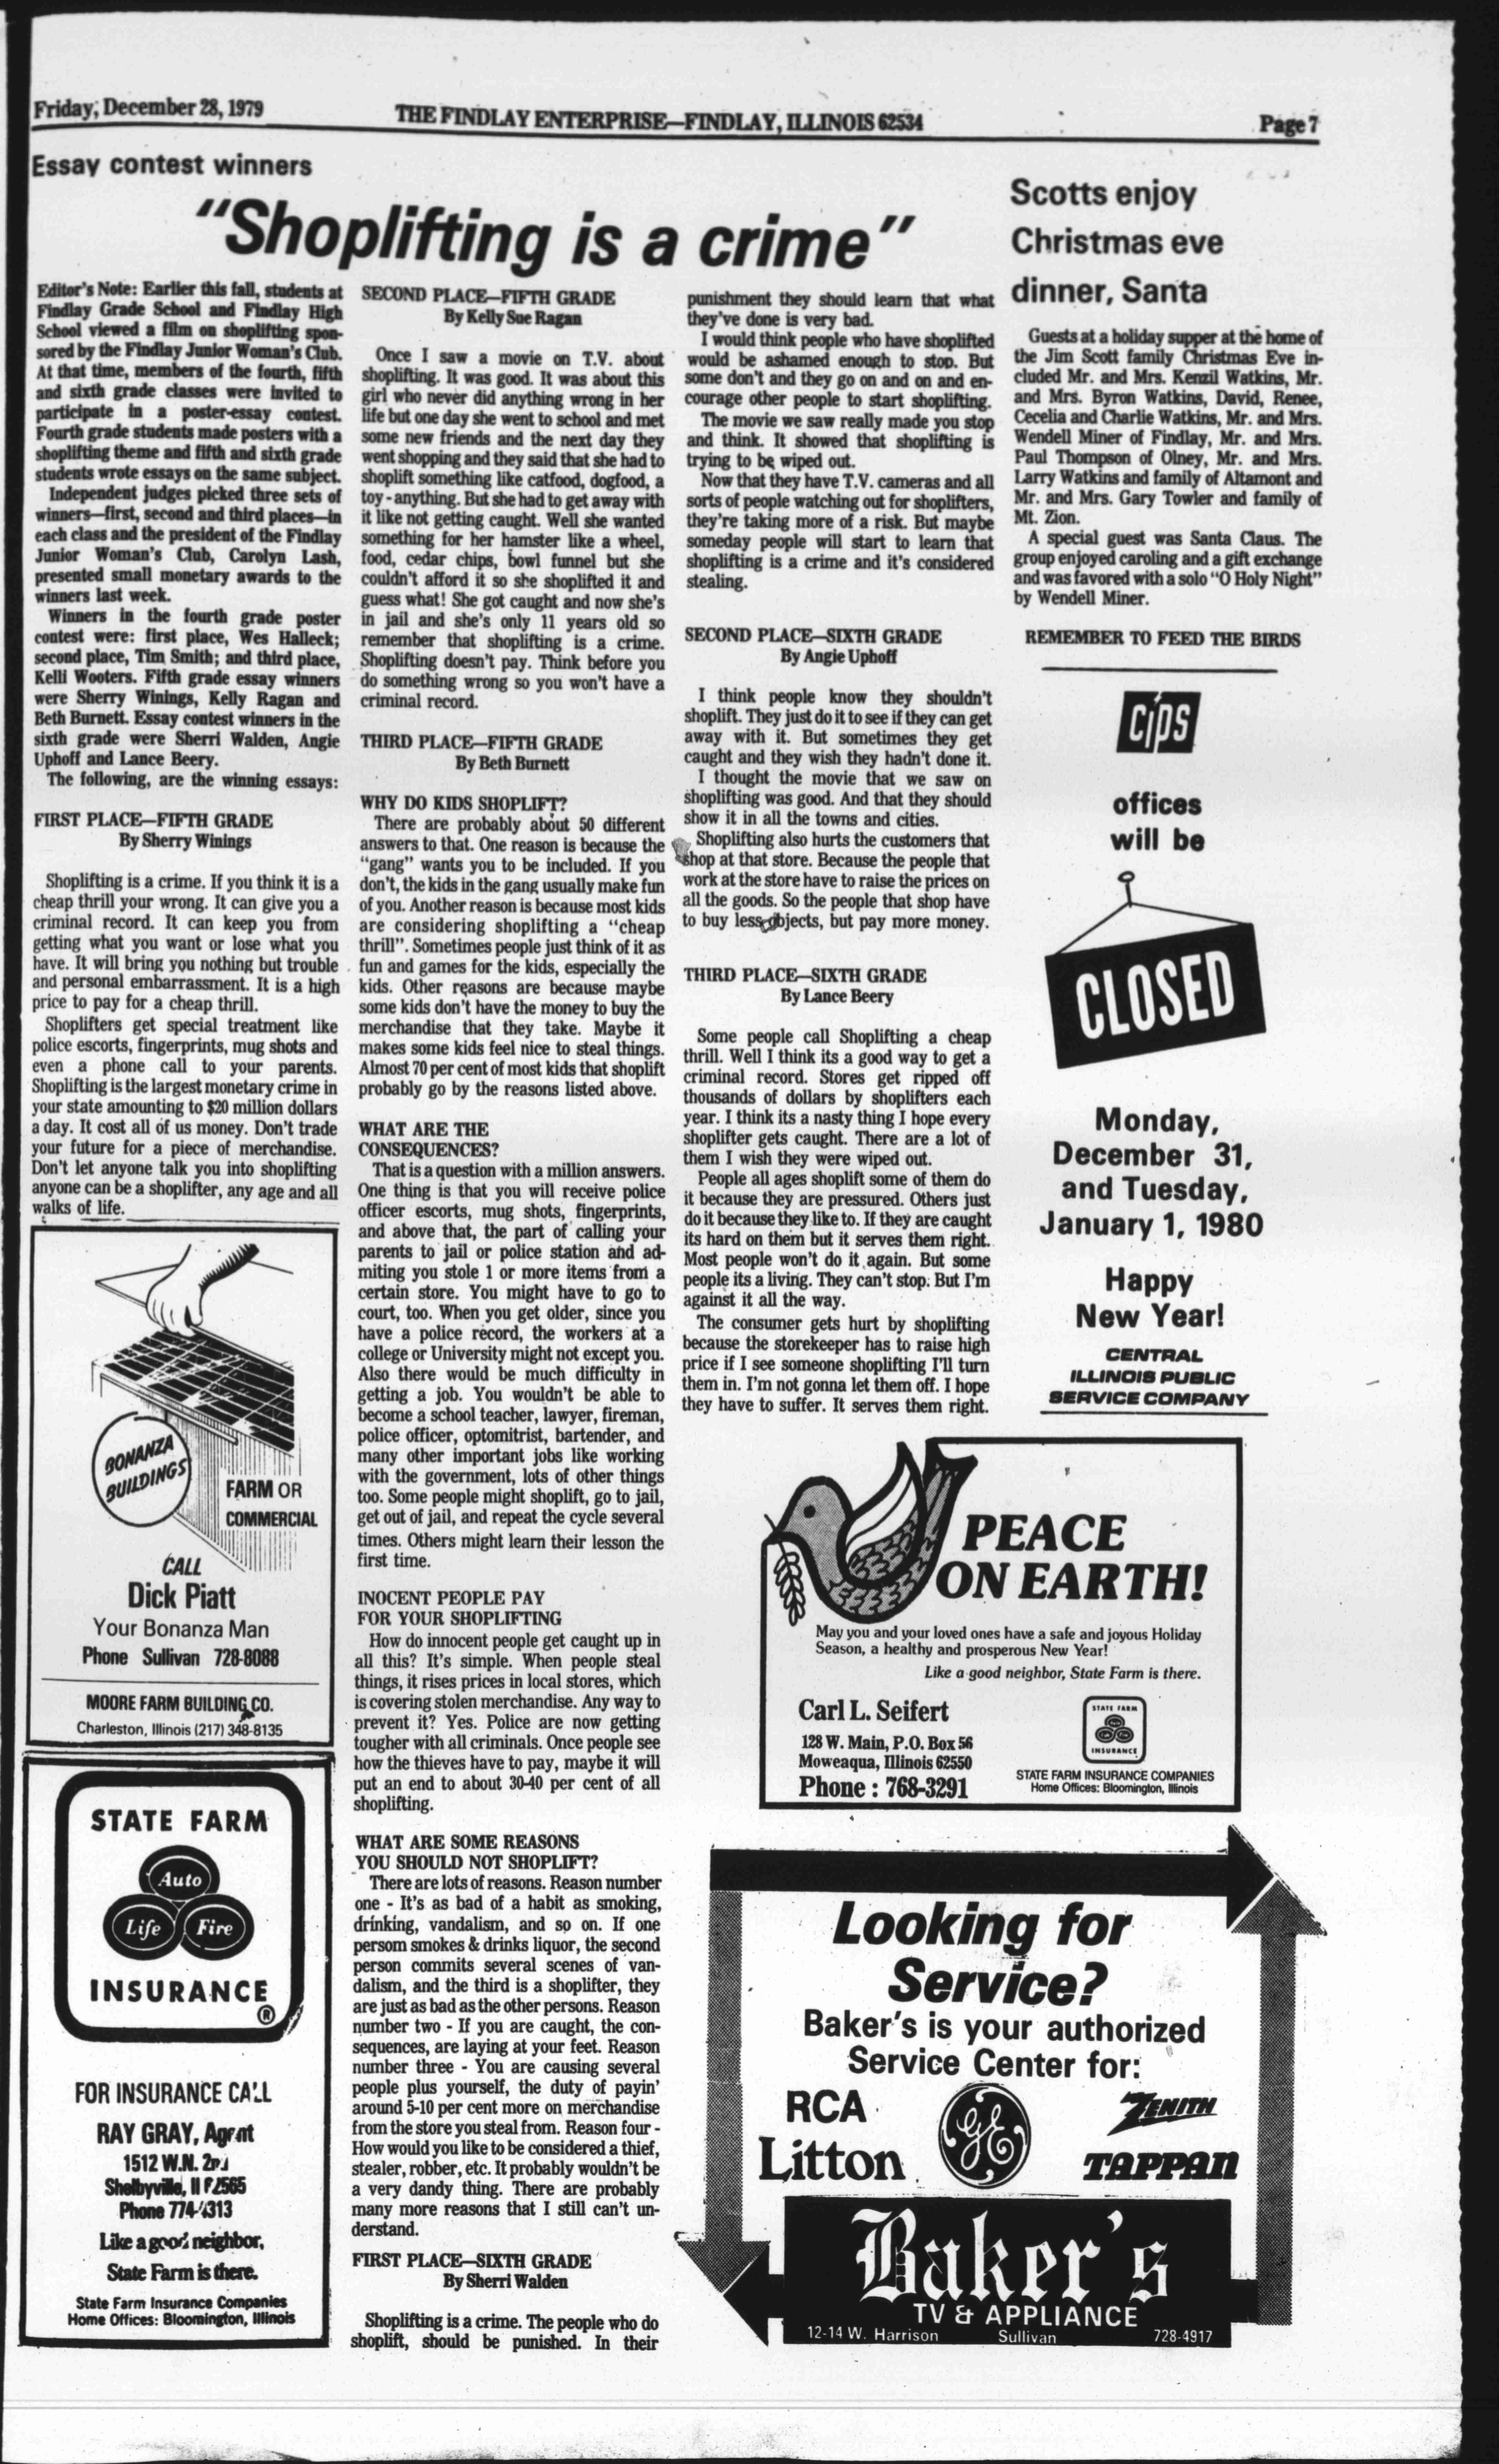 Friday, December 28, 1979
THE FINDLAY ENTERPRISE—FINDLAY, ILLINOIS 62534
Page 7
Essay contest winners
"Shoplifting is a crime"
Editor's Note: Earlier this fall, students at
Findlay Grade School and Findlay High
School viewed a film on shoplifting spon-
sored by the Findlay Junior Woman's Club.
At that time, members of the fourth, fifth
and sixth grade classes were invited to
participate in a poster-essay contest.
Fourth grade students made posters with a
shoplifting theme and fifth and sixth grade
students wrote essays on the same subject.
Independent judges picked three sets of
winners—first, second and third places—in
each class and the president of the Findlay
Junior Woman's Club, Carolyn Lash,
presented small monetary awards to the
winners last week.
Winners in the fourth grade poster
contest were: first place, Wes Halleck;
second place, Tim Smith; and third place,
Kelli Wooters. Fifth grade essay winners
were Sherry Winings, Kelly Ragan and
Beth Burnett. Essay contest winners in the
sixth grade were Sherri Walden, Angie
Uphoff and Lance Beery.
The following, are the winning essays:
FIRST PLACE—FIFTH GRADE
By Sherry Winings
Shoplifting is a crime. If you think it is a
cheap thrill your wrong. It can give you a
criminal record. It can keep you from
getting what you want or lose what you
have. It will bring you nothing but trouble
and personal embarrassment. It is a high
price to pay for a cheap thrill.
Shoplifters get special treatment like
police escorts, fingerprints, mug shots and
even a phone call to your parents.
Shoplifting is the largest monetary crime in
your state amounting to $20 million dollars
a day. It cost all of us money. Don't trade
your future for a piece of merchandise.
Don't let anyone talk you into shoplifting
anyone can be a shoplifter, any age and all
walks of life.
BONANZA
BUILDINGS
FARM OR
COMMERCIAL
CALL
Dick Piatt
Your Bonanza Man
Phone Sullivan 728-8088
MOORE FARM BUILDING CO.
Charleston, Illinois (217) 348-8135
STATE FARM
Auto
Life Fire
INSURANCE
®
FOR INSURANCE CALL
RAY GRAY, Agent
1512 W.N. 2nd
Shelbyville, Il 62565
Phone 774-4313
Like a good neighbor,
State Farm is there.
State Farm Insurance Companies
Home Offices: Bloomington, Illinois
SECOND PLACE—FIFTH GRADE
By Kelly Sue Ragan
Once I saw a movie on T.V. about
shoplifting. It was good. It was about this
girl who never did anything wrong in her
life but one day she went to school and met
some new friends and the next day they
went shopping and they said that she had to
shoplift something like catfood, dogfood, a
toy - anything. But she had to get away with
it like not getting caught. Well she wanted
something for her hamster like a wheel,
food, cedar chips, bowl funnel but she
couldn't afford it so she shoplifted it and
guess what! She got caught and now she's
in jail and she's only 11 years old so
remember that shoplifting is a crime.
Shoplifting doesn't pay. Think before you
do something wrong so you won't have a
criminal record.
THIRD PLACE—FIFTH GRADE
By Beth Burnett
WHY DO KIDS SHOPLIFT?
There are probably about 50 different
answers to that. One reason is because the
"gang" wants you to be included. If you
don't, the kids in the gang usually make fun
of you. Another reason is because most kids
are considering shoplifting a "cheap
thrill". Sometimes people just think of it as
fun and games for the kids, especially the
kids. Other reasons are because maybe
some kids don't have the money to buy the
merchandise that they take. Maybe it
makes some kids feel nice to steal things.
Almost 70 per cent of most kids that shoplift
probably go by the reasons listed above.
WHAT ARE THE
CONSEQUENCES?
That is a question with a million answers.
One thing is that you will receive police
officer escorts, mug shots, fingerprints,
and above that, the part of calling your
parents to jail or police station and ad-
miting you stole 1 or more items from a
certain store. You might have to go to
court, too. When you get older, since you
have a police record, the workers at a
college or University might not except you.
Also there would be much difficulty in
getting a job. You wouldn't be able to
become a school teacher, lawyer, fireman,
police officer, optomitrist, bartender, and
many other important jobs like working
with the government, lots of other things
too. Some people might shoplift, go to jail,
get out of jail, and repeat the cycle several
times. Others might learn their lesson the
first time.
INOCENT PEOPLE PAY
FOR YOUR SHOPLIFTING
How do innocent people get caught up in
all this? It's simple. When people steal
things, it rises prices in local stores, which
is covering stolen merchandise. Any way to
prevent it? Yes. Police are now getting
tougher with all criminals. Once people see
how the thieves have to pay, maybe it will
put an end to about 30-40 per cent of all
shoplifting.
WHAT ARE SOME REASONS
YOU SHOULD NOT SHOPLIFT?
There are lots of reasons. Reason number
one - It's as bad of a habit as smoking,
drinking, vandalism, and so on. If one
persom smokes & drinks liquor, the second
person commits several scenes of van-
dalism, and the third is a shoplifter, they
are just as bad as the other persons. Reason
number two - If you are caught, the con-
sequences, are laying at your feet. Reason
number three - You are causing several
people plus yourself, the duty of payin'
around 5-10 per cent more on merchandise
from the store you steal from. Reason four -
How would you like to be considered a thief,
stealer, robber, etc. It probably wouldn't be
a very dandy thing. There are probably
many more reasons that I still can't un-
derstand.
FIRST PLACE—SIXTH GRADE
By Sherri Walden
Shoplifting is a crime. The people who do
shoplift, should be punished. In their
punishment they should learn that what
they've done is very bad.
I would think people who have shoplifted
would be ashamed enough to stop. But
some don't and they go on and on and en-
courage other people to start shoplifting.
The movie we saw really made you stop
and think. It showed that shoplifting is
trying to be wiped out.
Now that they have T.V. cameras and all
sorts of people watching out for shoplifters,
they're taking more of a risk. But maybe
someday people will start to learn that
shoplifting is a crime and it's considered
stealing.
SECOND PLACE—SIXTH GRADE
By Angie Uphoff
I think people know they shouldn't
shoplift. They just do it to see if they can get
away with it. But sometimes they get
caught and they wish they hadn't done it.
I thought the movie that we saw on
shoplifting was good. And that they should
show it in all the towns and cities.
Shoplifting also hurts the customers that
shop at that store. Because the people that
work at the store have to raise the prices on
all the goods. So the people that shop have
to buy less objects, but pay more money.
THIRD PLACE—SIXTH GRADE
By Lance Beery
Some people call Shoplifting a cheap
thrill. Well I think its a good way to get a
criminal record. Stores get ripped off
thousands of dollars by shoplifters each
year. I think its a nasty thing I hope every
shoplifter gets caught. There are a lot of
them I wish they were wiped out.
People all ages shoplift some of them do
it because they are pressured. Others just
do it because they like to. If they are caught
its hard on them but it serves them right.
Most people won't do it again. But some
people its a living. They can't stop. But I'm
against it all the way.
The consumer gets hurt by shoplifting
because the storekeeper has to raise high
price if I see someone shoplifting I'll turn
them in. I'm not gonna let them off. I hope
they have to suffer. It serves them right.
Scotts enjoy
Christmas eve
dinner, Santa
Guests at a holiday supper at the home of
the Jim Scott family Christmas Eve in-
cluded Mr. and Mrs. Kenzil Watkins, Mr.
and Mrs. Byron Watkins, David, Renee,
Cecelia and Charlie Watkins, Mr. and Mrs.
Wendell Miner of Findlay, Mr. and Mrs.
Paul Thompson of Olney, Mr. and Mrs.
Larry Watkins and family of Altamont and
Mr. and Mrs. Gary Towler and family of
Mt. Zion.
A special guest was Santa Claus. The
group enjoyed caroling and a gift exchange
and was favored with a solo "O Holy Night"
by Wendell Miner.
REMEMBER TO FEED THE BIRDS
CIPS
offices
will be
CLOSED
Monday,
December 31,
and Tuesday,
January 1, 1980
Happy
New Year!
CENTRAL
ILLINOIS PUBLIC
SERVICE COMPANY
PEACE
ON EARTH!
May you and your loved ones have a safe and joyous Holiday
Season, a healthy and prosperous New Year!
Like a good neighbor, State Farm is there.
Carl L. Seifert
128 W. Main, P.O. Box 56
Moweaqua, Illinois 62550
Phone : 768-3291
STATE FARM
INSURANCE
STATE FARM INSURANCE COMPANIES
Home Offices: Bloomington, Illinois
Looking for
Service?
Baker's is your authorized
Service Center for:
RCA
GE
ZENITH
Litton
TAPPAN
Baker's
TV & APPLIANCE
12-14 W. Harrison Sullivan 728-4917